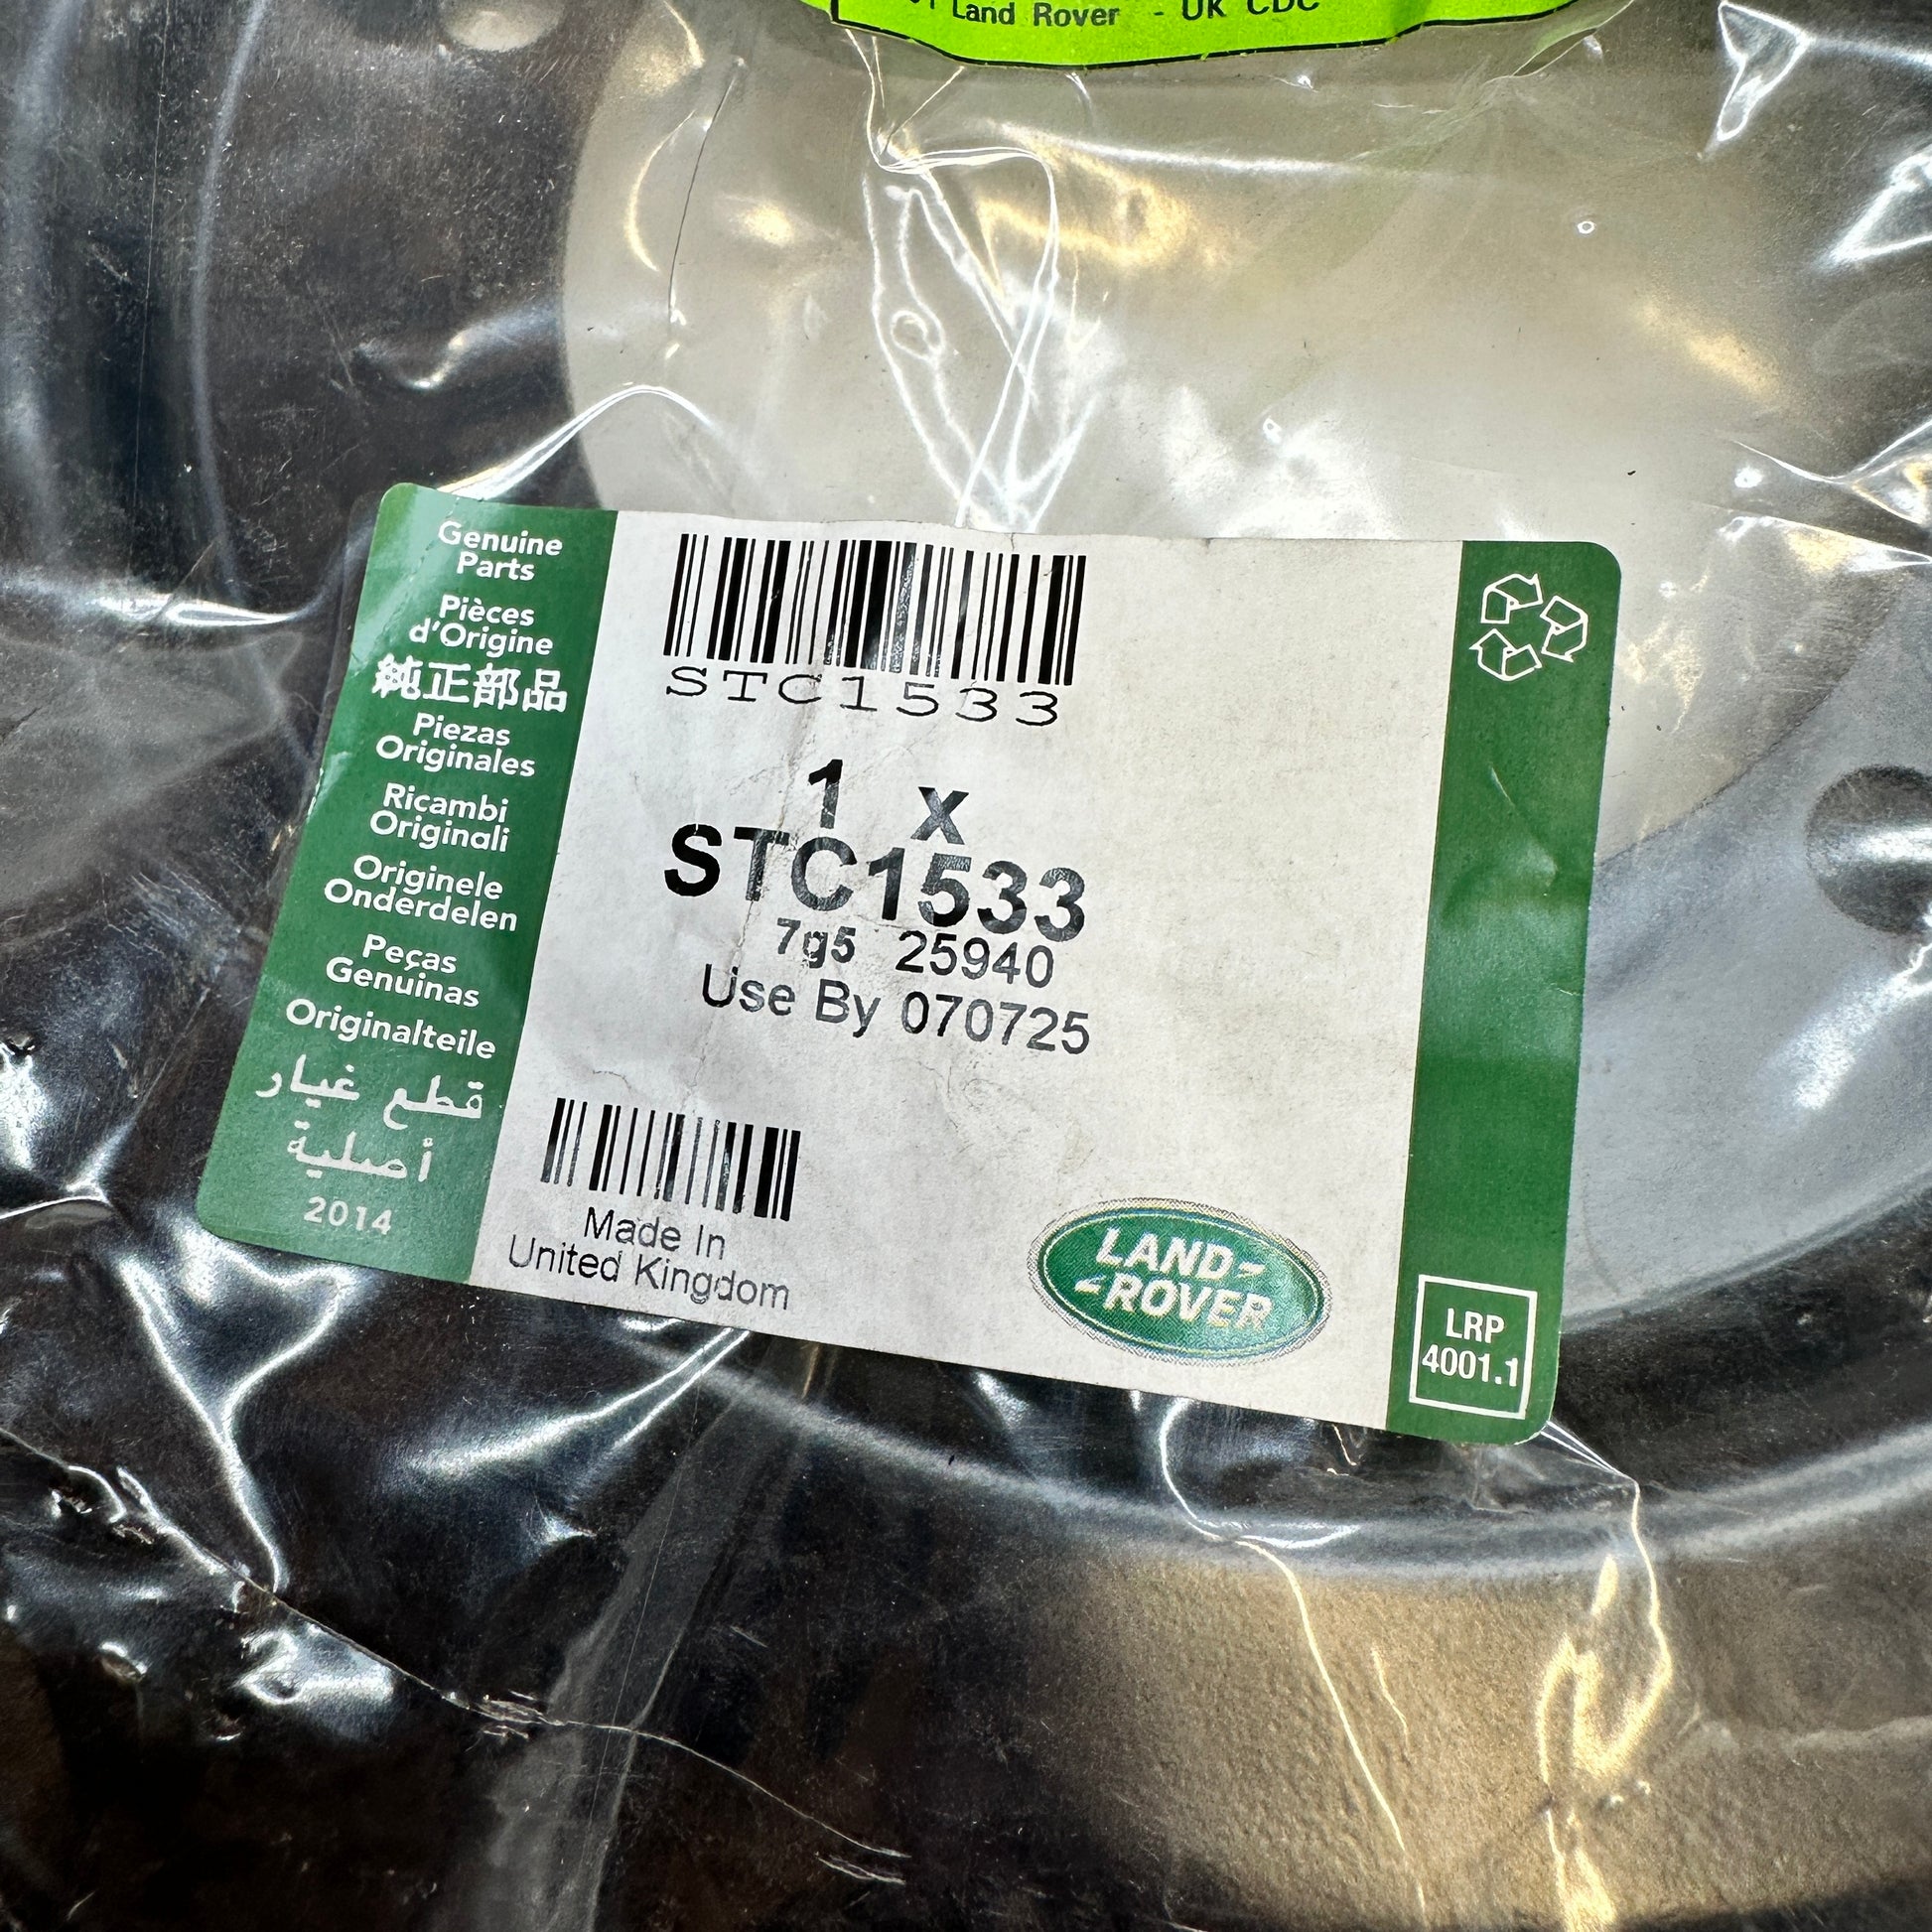 Land Rover - UK CDC
Genuine
Parts
Pièces
d'Origine
純正部品
Piezas
Originales
Ricambi
Originali
Originele
Onderdelen
Peças
Genuínas
Originalteile
قطع غيار
أصلية
2014
STC1533
1 x
STC1533
7g5 25940
Use By 070725
Made In
United Kingdom
LAND-
-ROVER
LRP
4001.1